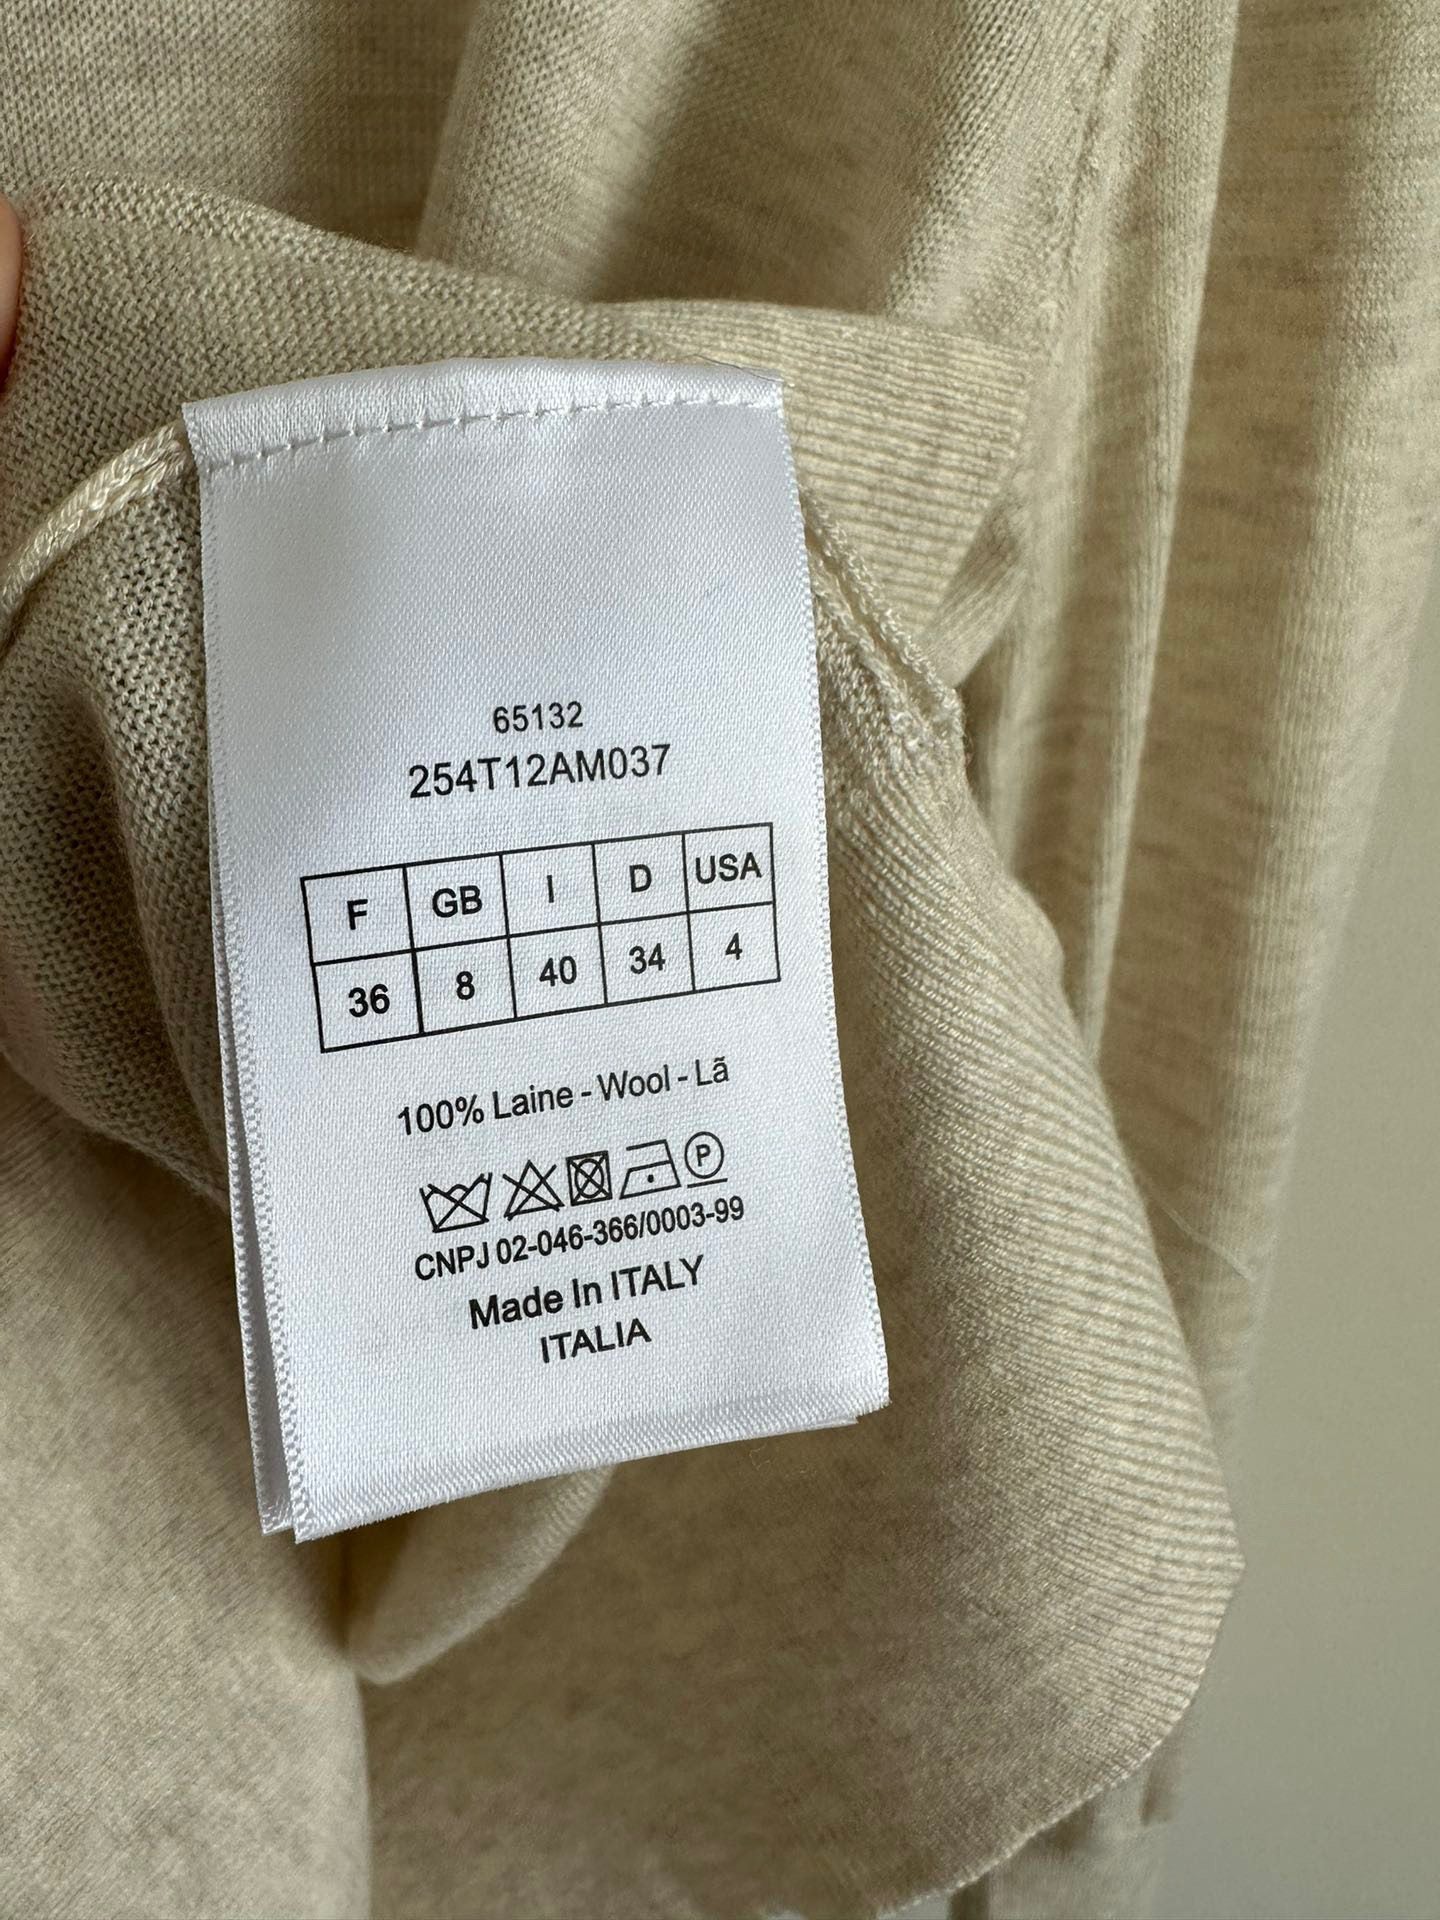 65132
254T12AM037
F GB I D USA
36 8 40 34 4
100% Laine - Wool - Lã
P
CNPJ 02-046-366/0003-99
Made In ITALY
ITALIA